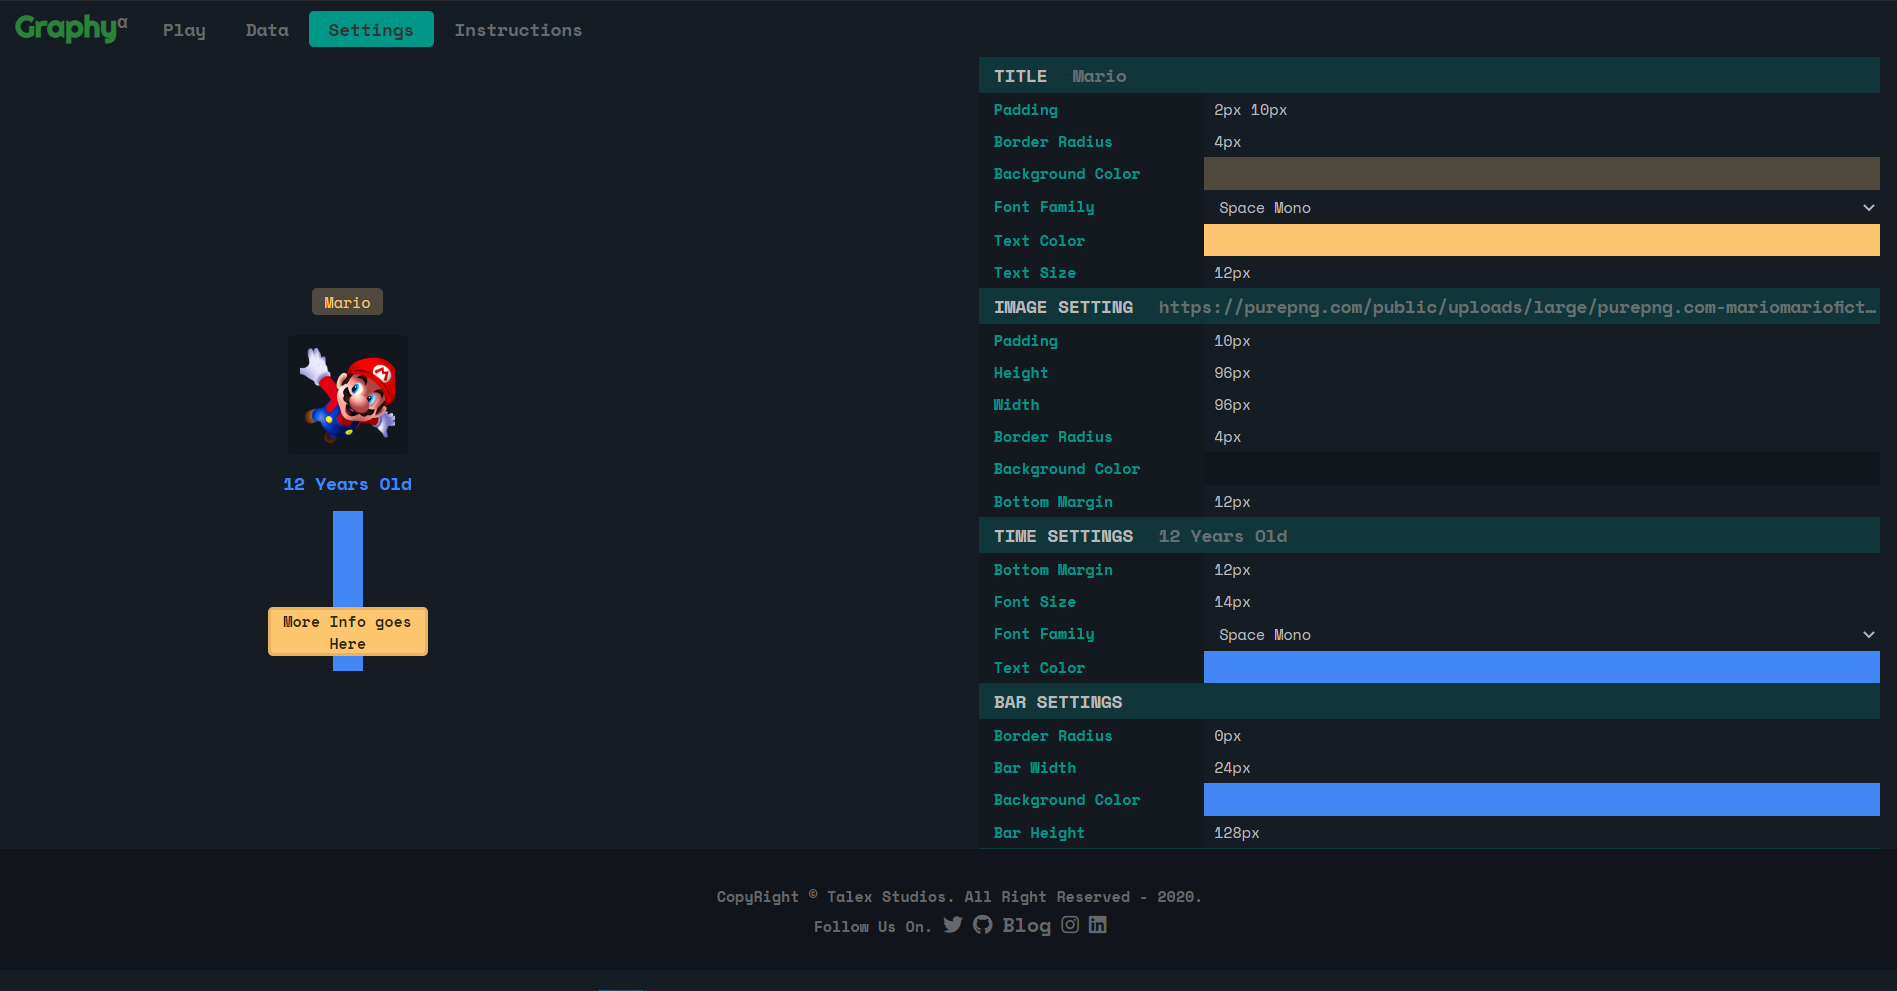 Graphyα Play Data Settings Instructions
Mario
12 Years Old
More Info goes
Here
TITLE Mario
Padding 2px 10px
Border Radius 4px
Background Color
Font Family Space Mono
Text Color
Text Size 12px
IMAGE SETTING https://purepng.com/public/uploads/large/purepng.com-mariomariofict…
Padding 10px
Height 96px
Width 96px
Border Radius 4px
Background Color
Bottom Margin 12px
TIME SETTINGS 12 Years Old
Bottom Margin 12px
Font Size 14px
Font Family Space Mono
Text Color
BAR SETTINGS
Border Radius 0px
Bar Width 24px
Background Color
Bar Height 128px
CopyRight © Talex Studios. All Right Reserved - 2020.
Follow Us On. Blog